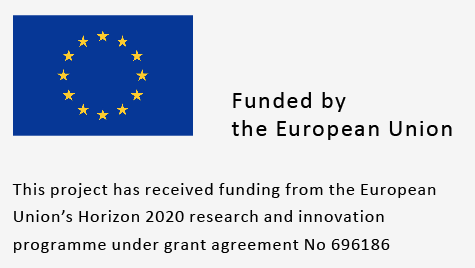 Funded by
the European Union
This project has received funding from the European
Union’s Horizon 2020 research and innovation
programme under grant agreement No 696186